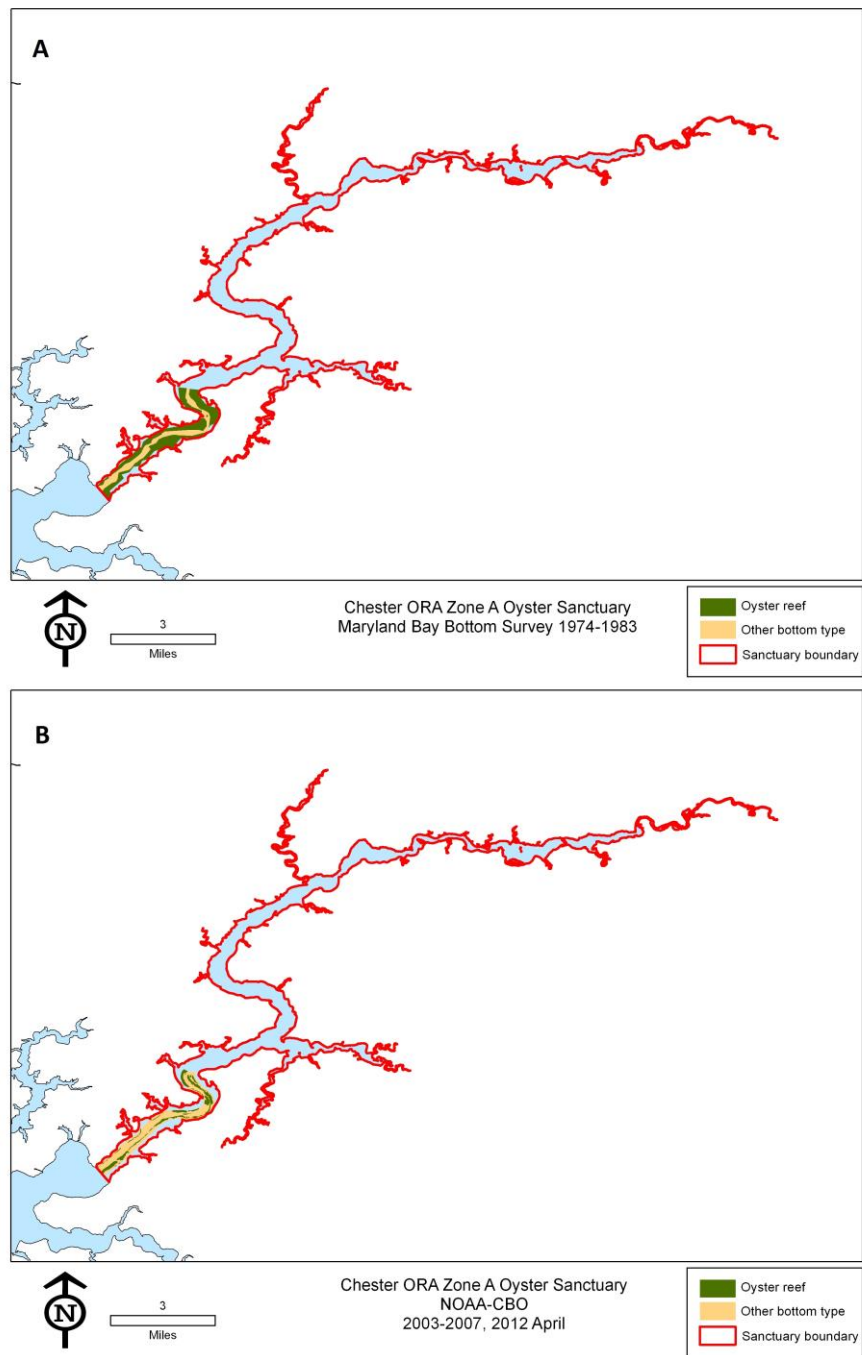 A
N
3
Miles
Chester ORA Zone A Oyster Sanctuary
Maryland Bay Bottom Survey 1974-1983
Oyster reef
Other bottom type
Sanctuary boundary
B
N
3
Miles
Chester ORA Zone A Oyster Sanctuary
NOAA-CBO
2003-2007, 2012 April
Oyster reef
Other bottom type
Sanctuary boundary